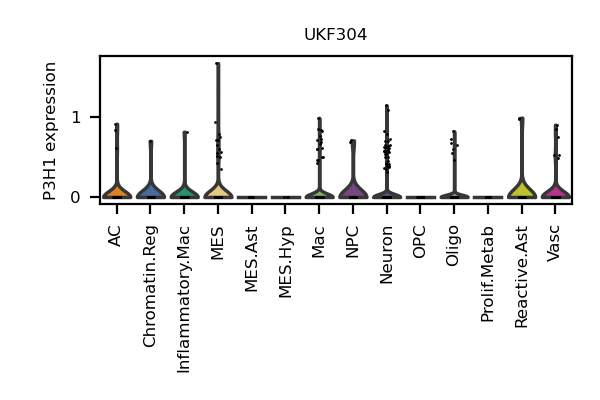 UKF304
P3H1 expression
1
0
AC
Chromatin.Reg
Inflammatory.Mac
MES
MES.Ast
MES.Hyp
Mac
NPC
Neuron
OPC
Oligo
Prolif.Metab
Reactive.Ast
Vasc